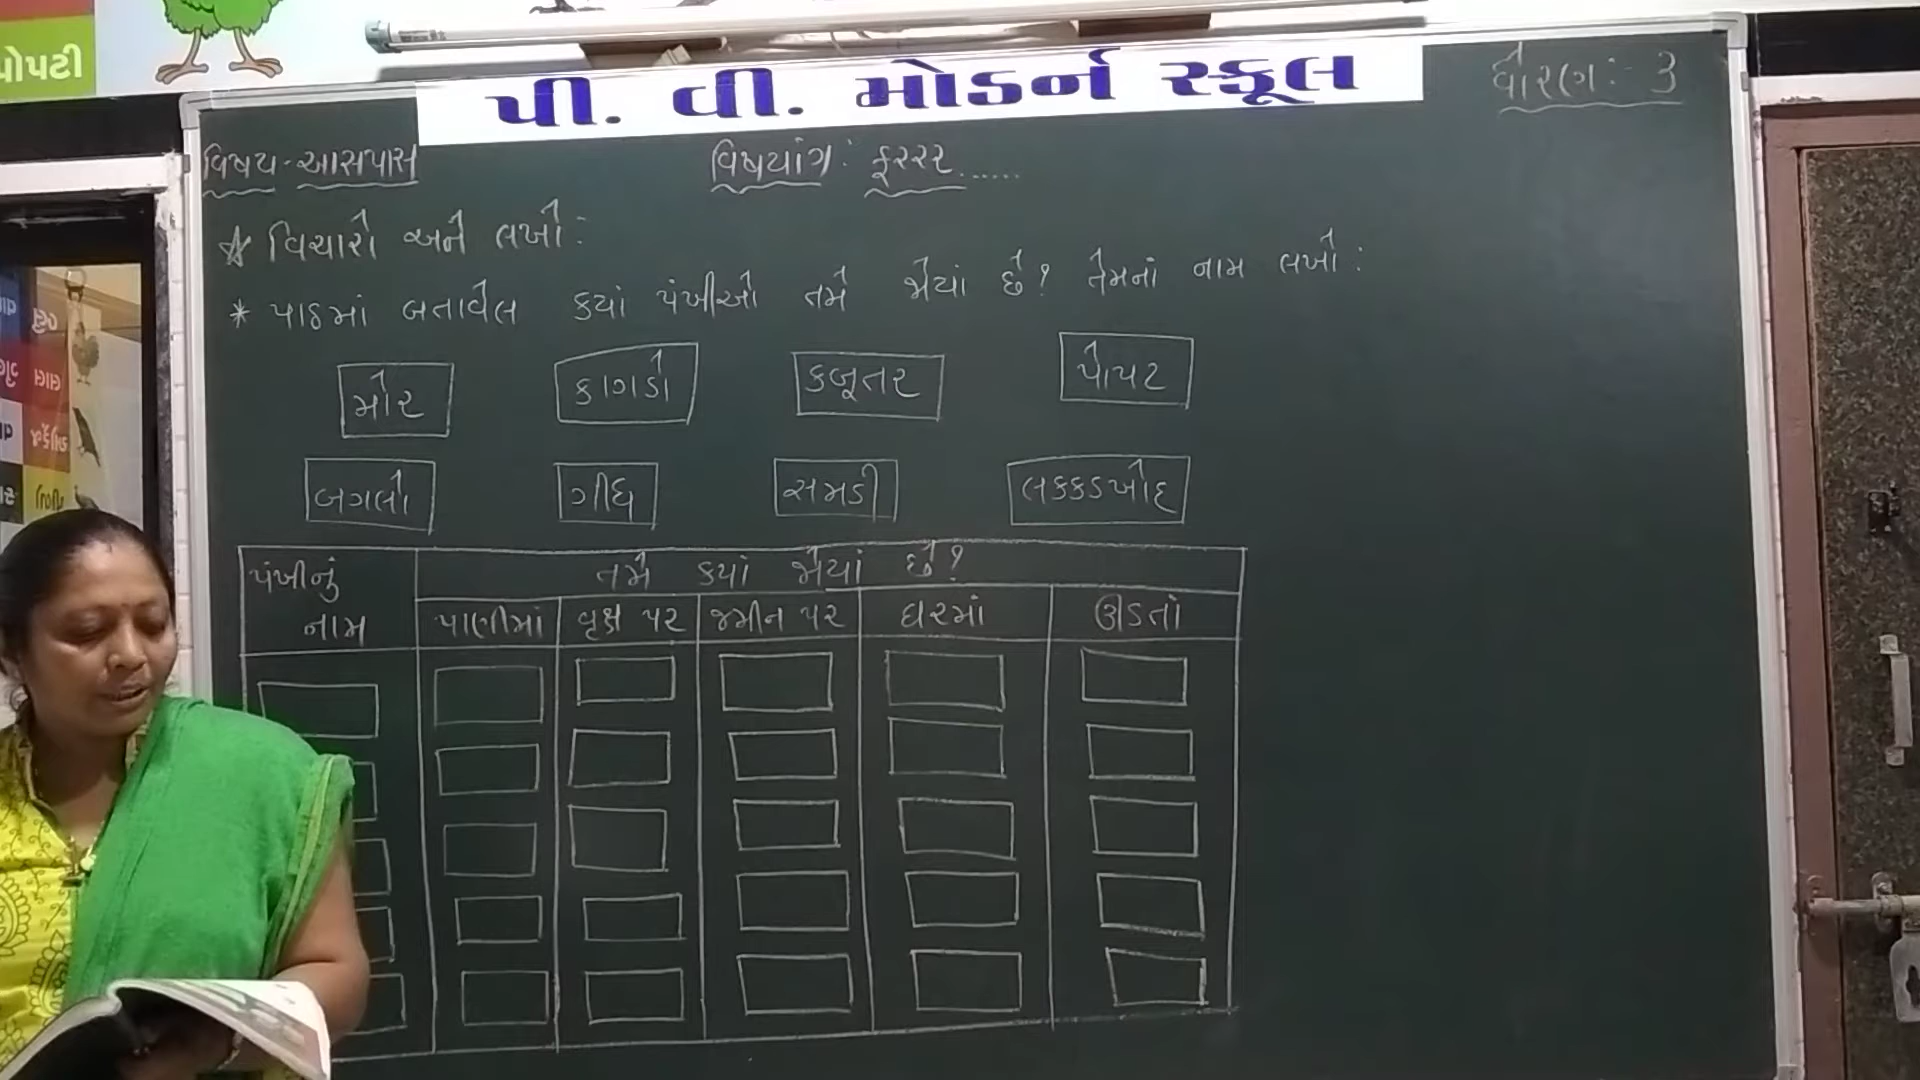 પોપટી
પી. વી. મોડર્ન સ્કૂલ
ધોરણ :- 3
વિષય - આસપાસ
વિષયાંગ : ફરરર......
☆ વિચારો અને લખો :
* પાઠમાં બતાવેલ કયાં પંખીઓ તમે જોયાં છે? તેમનાં નામ લખો :
મોર કાગડો કબૂતર પોપટ
બગલો ગીધ સમડી લક્કડખોદ
પંખીનું નામ
તમે કયાં જોયાં છે?
પાણીમાં વૃક્ષ પર જમીન પર ઘરમાં ઊડતાં